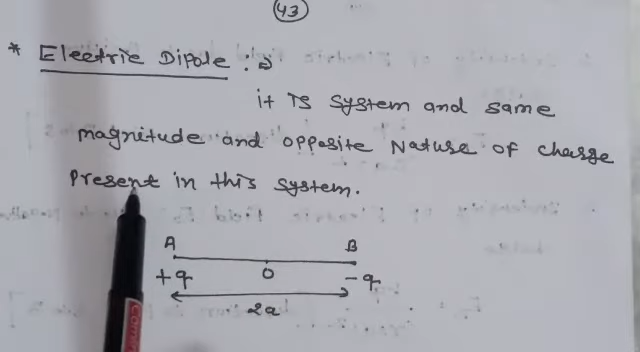 43
* Electric Dipole :→
it is system and same
magnitude and opposite Nature of charge
Present in this system.
A B
+q O -q
2a